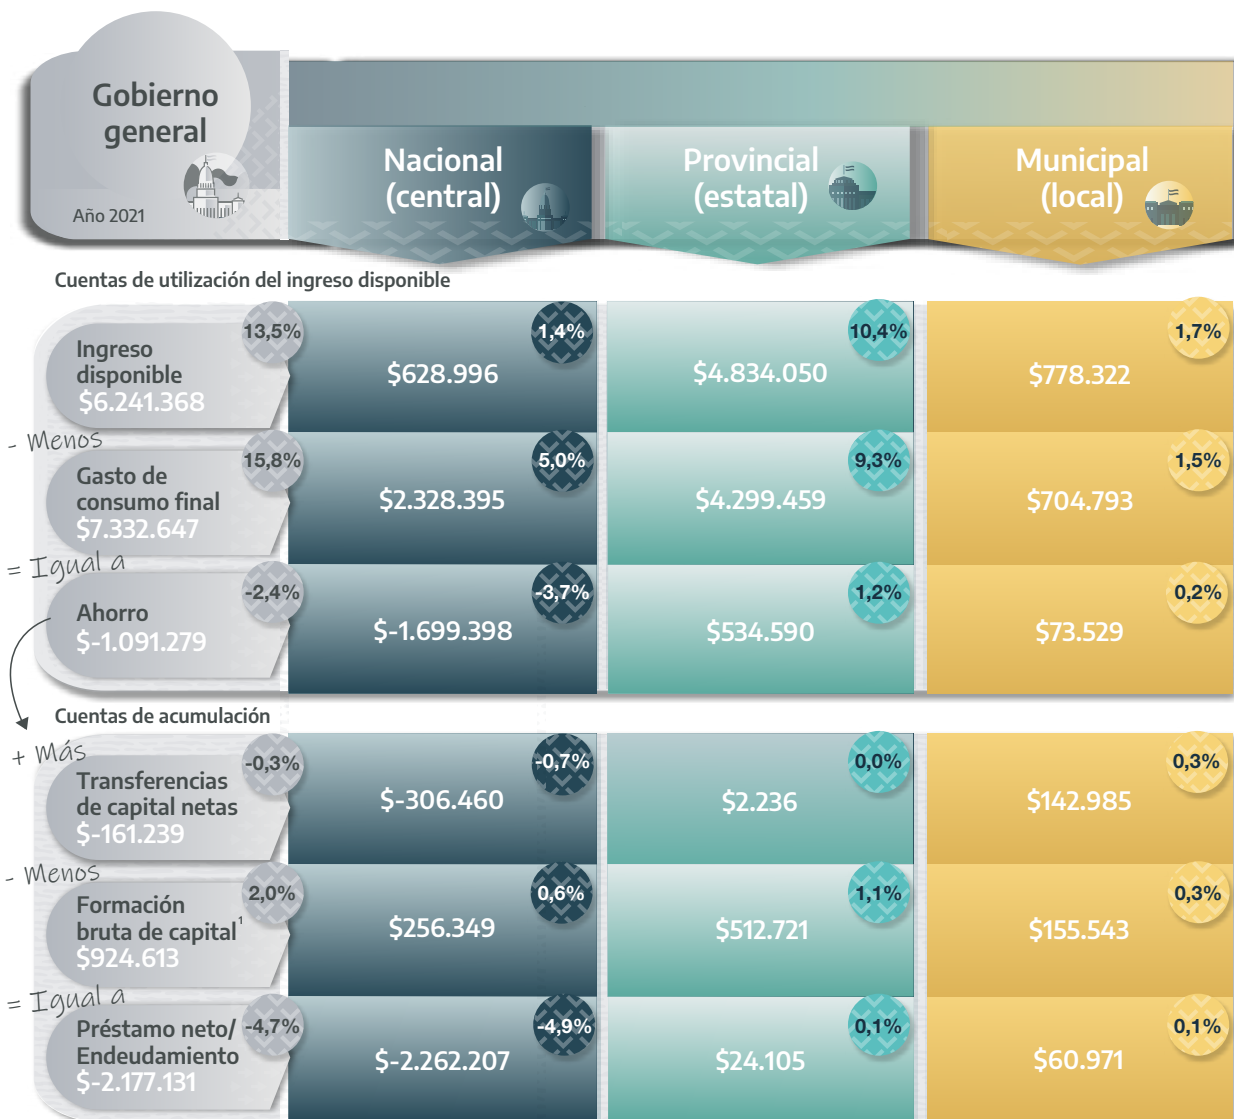 Gobierno
general
Año 2021
Nacional
(central)
Provincial
(estatal)
Municipal
(local)
Cuentas de utilización del ingreso disponible
Ingreso
disponible
$6.241.368
13,5%
$628.996
1,4%
$4.834.050
10,4%
$778.322
1,7%
- Menos
Gasto de
consumo final
$7.332.647
15,8%
$2.328.395
5,0%
$4.299.459
9,3%
$704.793
1,5%
= Igual a
Ahorro
$-1.091.279
-2,4%
$-1.699.398
-3,7%
$534.590
1,2%
$73.529
0,2%
Cuentas de acumulación
+ Más
Transferencias
de capital netas
$-161.239
-0,3%
$-306.460
-0,7%
$2.236
0,0%
$142.985
0,3%
- Menos
Formación
bruta de capital¹
$924.613
2,0%
$256.349
0,6%
$512.721
1,1%
$155.543
0,3%
= Igual a
Préstamo neto/
Endeudamiento
$-2.177.131
-4,7%
$-2.262.207
-4,9%
$24.105
0,1%
$60.971
0,1%